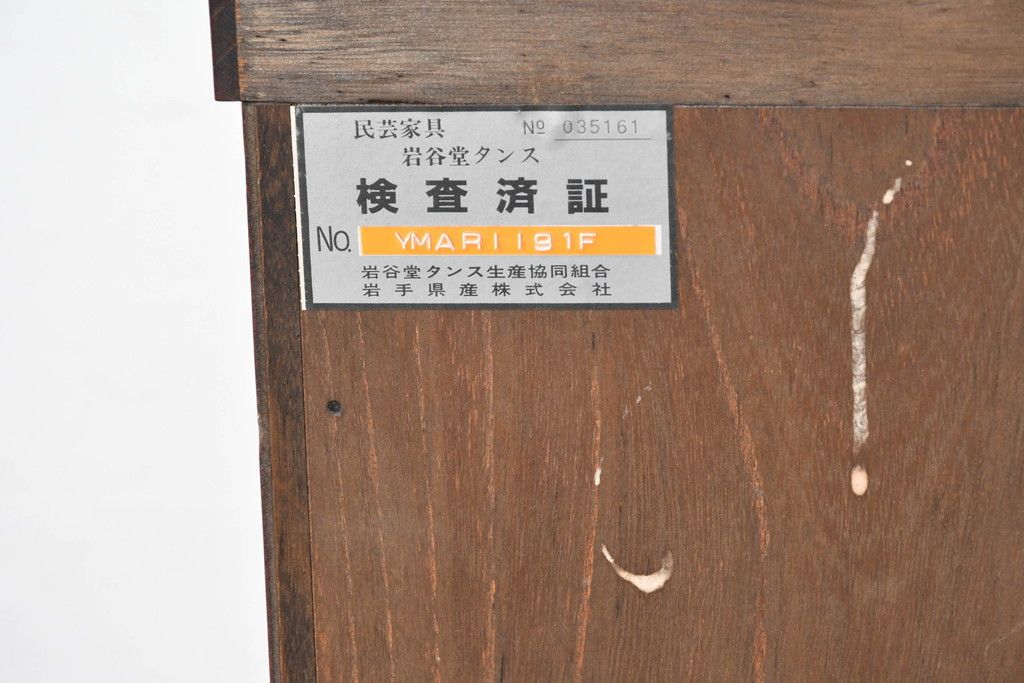 民芸家具 № 035161
岩谷堂タンス
検査済証
No. YMAR1191F
岩谷堂タンス生産協同組合
岩手県産株式会社